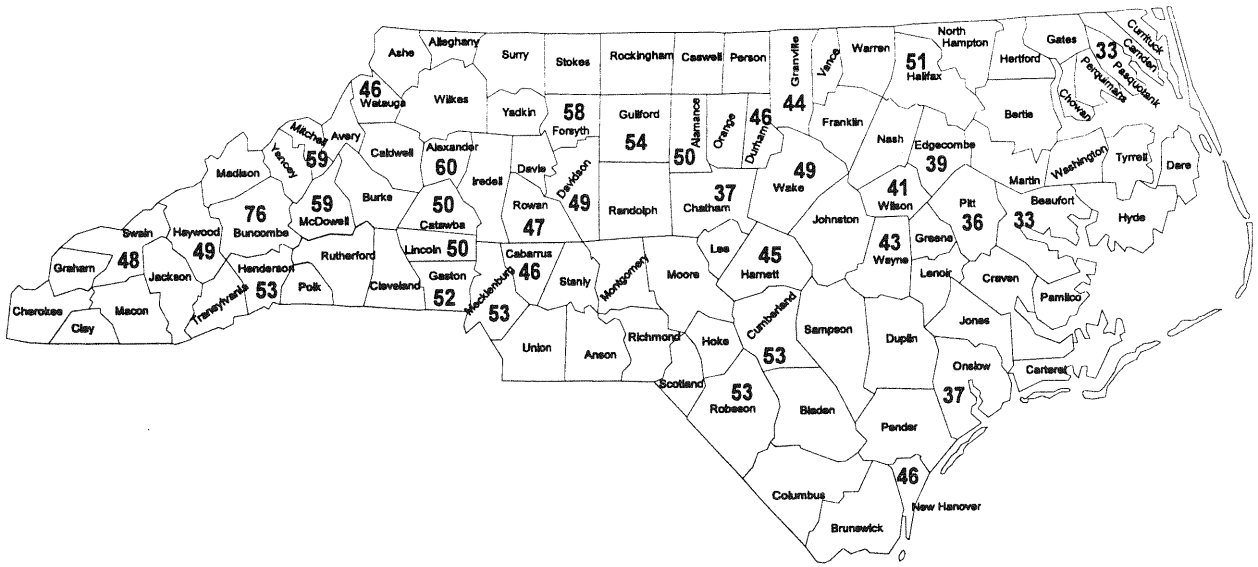 Ashe
Alleghany
Surry
Stokes
Rockingham
Caswell
Person
Granville
Vance
Warren
North
Hampton
Hertford
Gates
Currituck
Camden
33
Pasquotank
Perquimans
Chowan
51
Halifax
46
Watauga
Wilkes
Yadkin
58
Forsyth
Guilford
54
Alamance
50
Orange
46
Durham
44
Franklin
Nash
Edgecombe
39
Bertie
Martin
Washington
Tyrrell
Dare
Mitchell
59
Avery
Yancey
Madison
Caldwell
Alexander
60
Iredell
Davie
Davidson
49
Randolph
37
Chatham
49
Wake
Johnston
41
Wilson
Pitt
36
Beaufort
33
Hyde
Burke
59
McDowell
76
Buncombe
50
Catawba
Rowan
47
Swain
48
Haywood
49
Graham
Jackson
Henderson
53
Polk
Rutherford
Cleveland
Lincoln 50
Gaston
52
Mecklenburg
53
Cabarrus
46
Stanly
Montgomery
Moore
Lee
45
Harnett
43
Wayne
Greene
Lenoir
Craven
Pamlico
Cherokee
Clay
Macon
Transylvania
Union
Anson
Richmond
Scotland
Hoke
Cumberland
53
Sampson
Duplin
Jones
Onslow
37
Carteret
53
Robeson
Bladen
Pender
46
New Hanover
Columbus
Brunswick